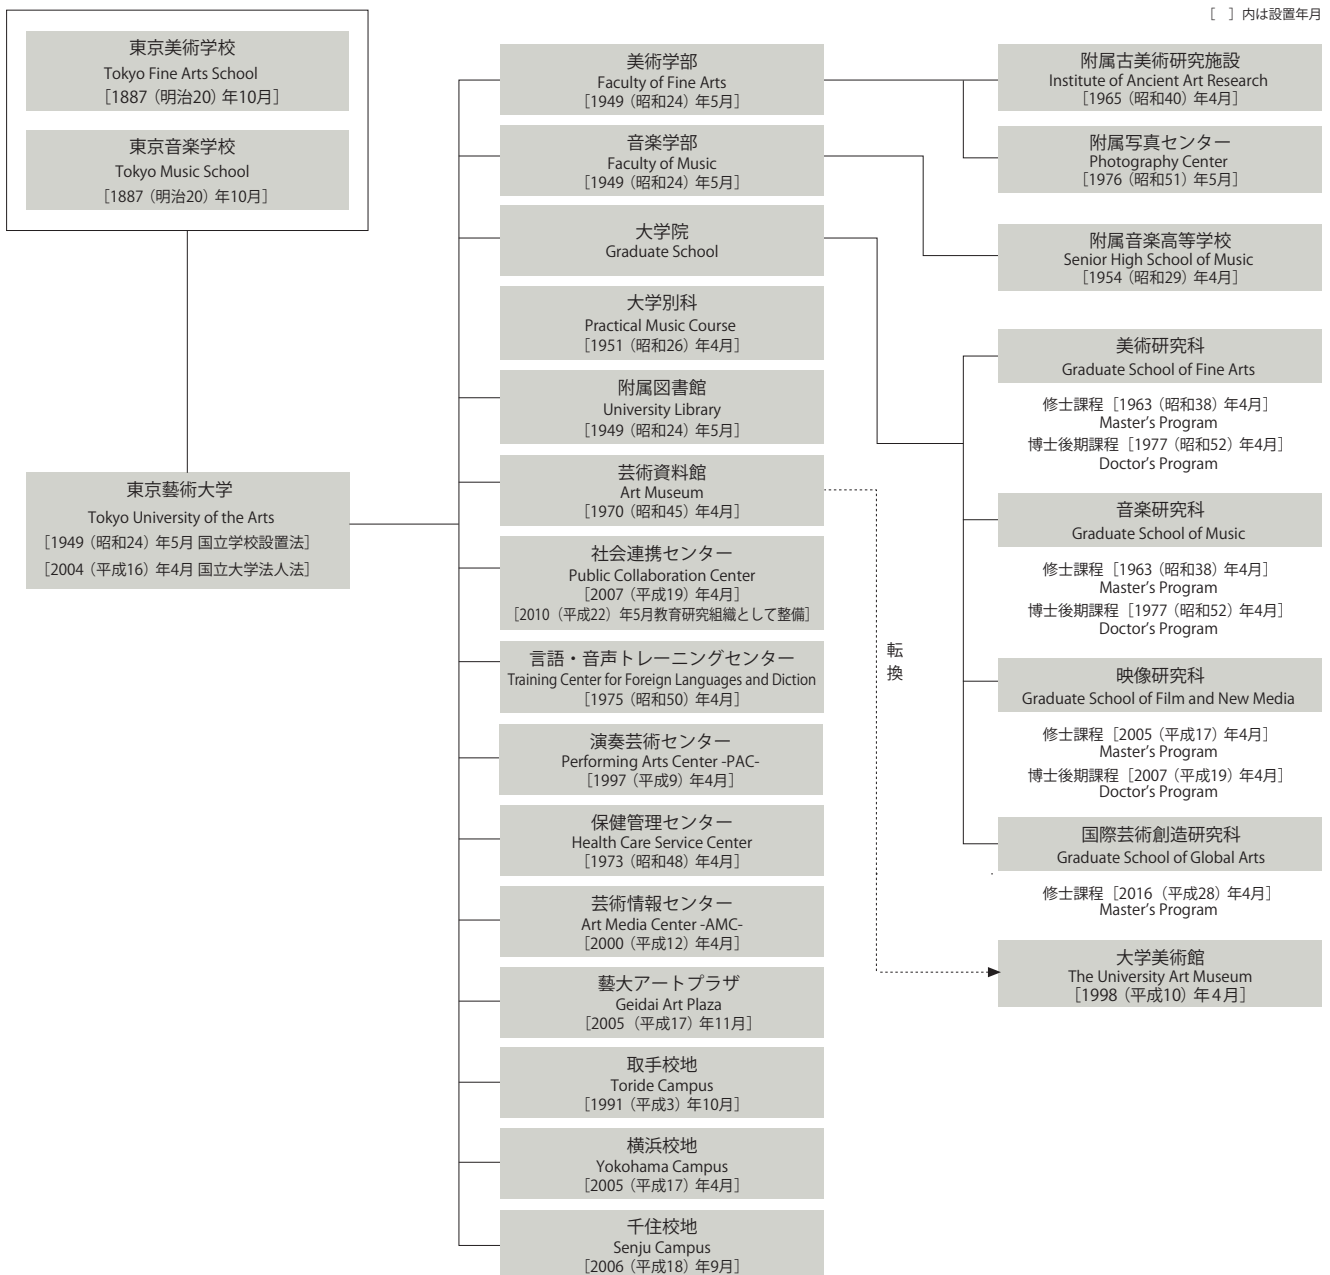 ［　］内は設置年月
東京美術学校
Tokyo Fine Arts School
［1887（明治20）年10月］
東京音楽学校
Tokyo Music School
［1887（明治20）年10月］
東京藝術大学
Tokyo University of the Arts
［1949（昭和24）年5月 国立学校設置法］
［2004（平成16）年4月 国立大学法人法］
美術学部
Faculty of Fine Arts
［1949（昭和24）年5月］
音楽学部
Faculty of Music
［1949（昭和24）年5月］
大学院
Graduate School
大学別科
Practical Music Course
［1951（昭和26）年4月］
附属図書館
University Library
［1949（昭和24）年5月］
芸術資料館
Art Museum
［1970（昭和45）年4月］
社会連携センター
Public Collaboration Center
［2007（平成19）年4月］
［2010（平成22）年5月教育研究組織として整備］
言語・音声トレーニングセンター
Training Center for Foreign Languages and Diction
［1975（昭和50）年4月］
演奏芸術センター
Performing Arts Center -PAC-
［1997（平成9）年4月］
保健管理センター
Health Care Service Center
［1973（昭和48）年4月］
芸術情報センター
Art Media Center -AMC-
［2000（平成12）年4月］
藝大アートプラザ
Geidai Art Plaza
［2005（平成17）年11月］
取手校地
Toride Campus
［1991（平成3）年10月］
横浜校地
Yokohama Campus
［2005（平成17）年4月］
千住校地
Senju Campus
［2006（平成18）年9月］
転換
附属古美術研究施設
Institute of Ancient Art Research
［1965（昭和40）年4月］
附属写真センター
Photography Center
［1976（昭和51）年5月］
附属音楽高等学校
Senior High School of Music
［1954（昭和29）年4月］
美術研究科
Graduate School of Fine Arts
修士課程［1963（昭和38）年4月］
Master's Program
博士後期課程［1977（昭和52）年4月］
Doctor's Program
音楽研究科
Graduate School of Music
修士課程［1963（昭和38）年4月］
Master's Program
博士後期課程［1977（昭和52）年4月］
Doctor's Program
映像研究科
Graduate School of Film and New Media
修士課程［2005（平成17）年4月］
Master's Program
博士後期課程［2007（平成19）年4月］
Doctor's Program
国際芸術創造研究科
Graduate School of Global Arts
修士課程［2016（平成28）年4月］
Master's Program
大学美術館
The University Art Museum
［1998（平成10）年4月］